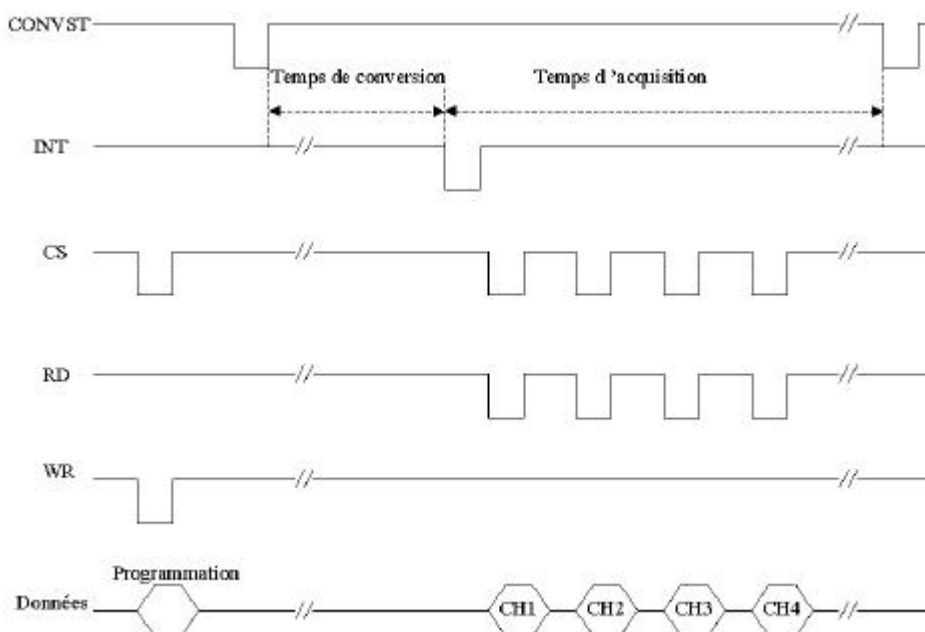 CONVST
Temps de conversion
Temps d 'acquisition
INT
CS
RD
WR
Programmation
Données
CH1
CH2
CH3
CH4